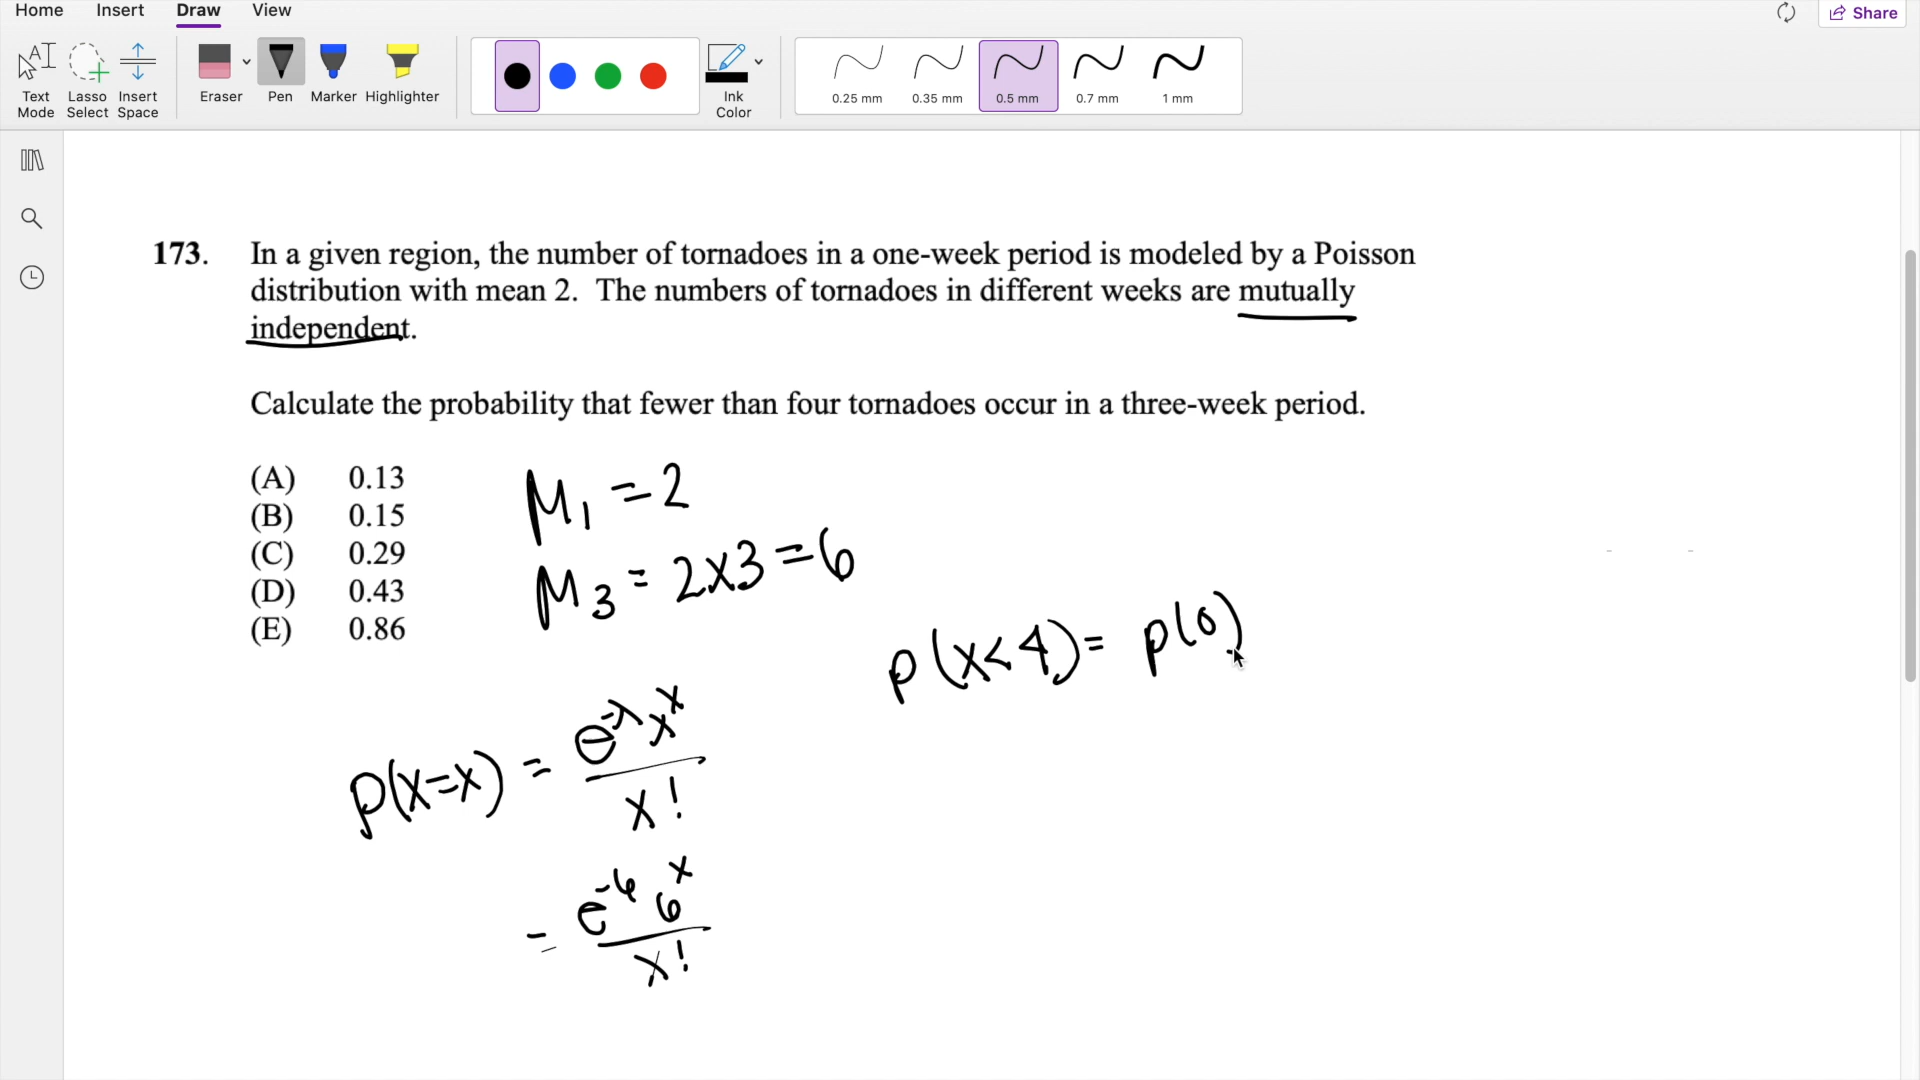 Home Insert Draw View
Share
Text Mode
Lasso Select
Insert Space
Eraser
Pen
Marker
Highlighter
Ink Color
0.25 mm
0.35 mm
0.5 mm
0.7 mm
1 mm
173. In a given region, the number of tornadoes in a one-week period is modeled by a Poisson
distribution with mean 2. The numbers of tornadoes in different weeks are mutually
independent.
Calculate the probability that fewer than four tornadoes occur in a three-week period.
(A) 0.13
(B) 0.15
(C) 0.29
(D) 0.43
(E) 0.86
M₁ = 2
M₃ = 2x3 = 6
P(x<4) = P(0)
P(x=x) = e^-λ x^x / x!
= e^-6 6^x / x!